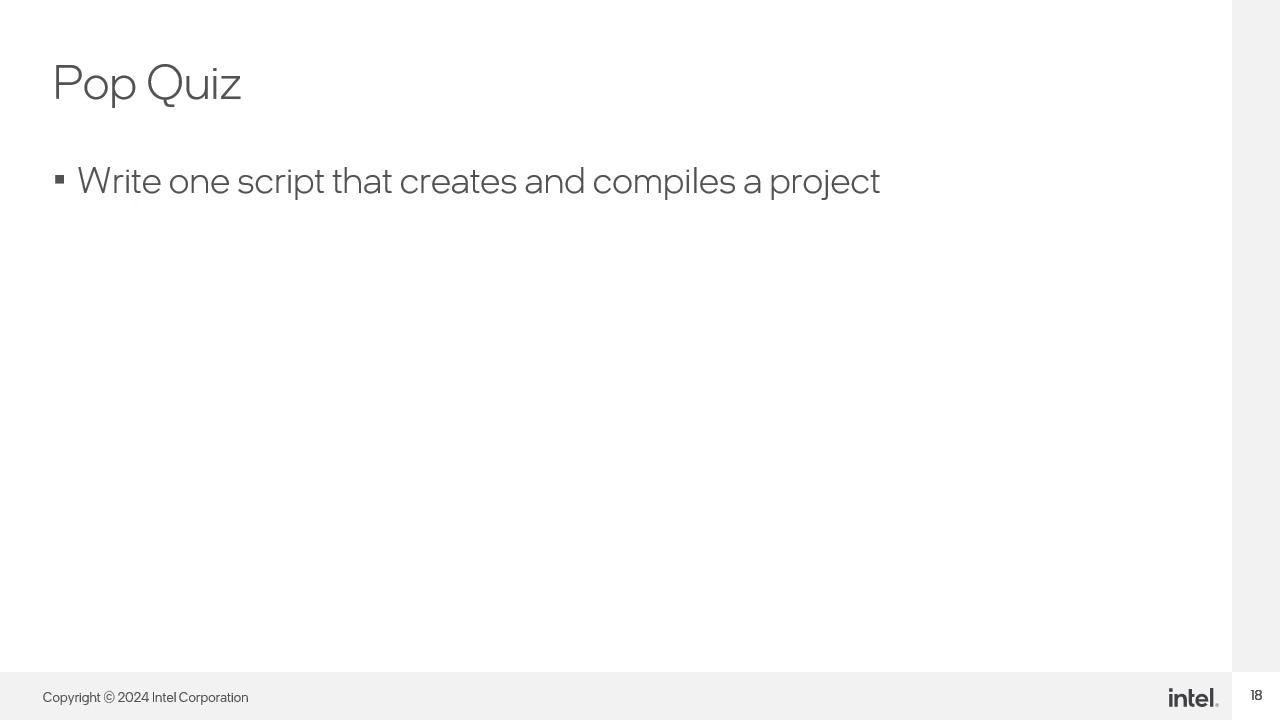 Pop Quiz
▪ Write one script that creates and compiles a project
Copyright © 2024 Intel Corporation
intel.
18